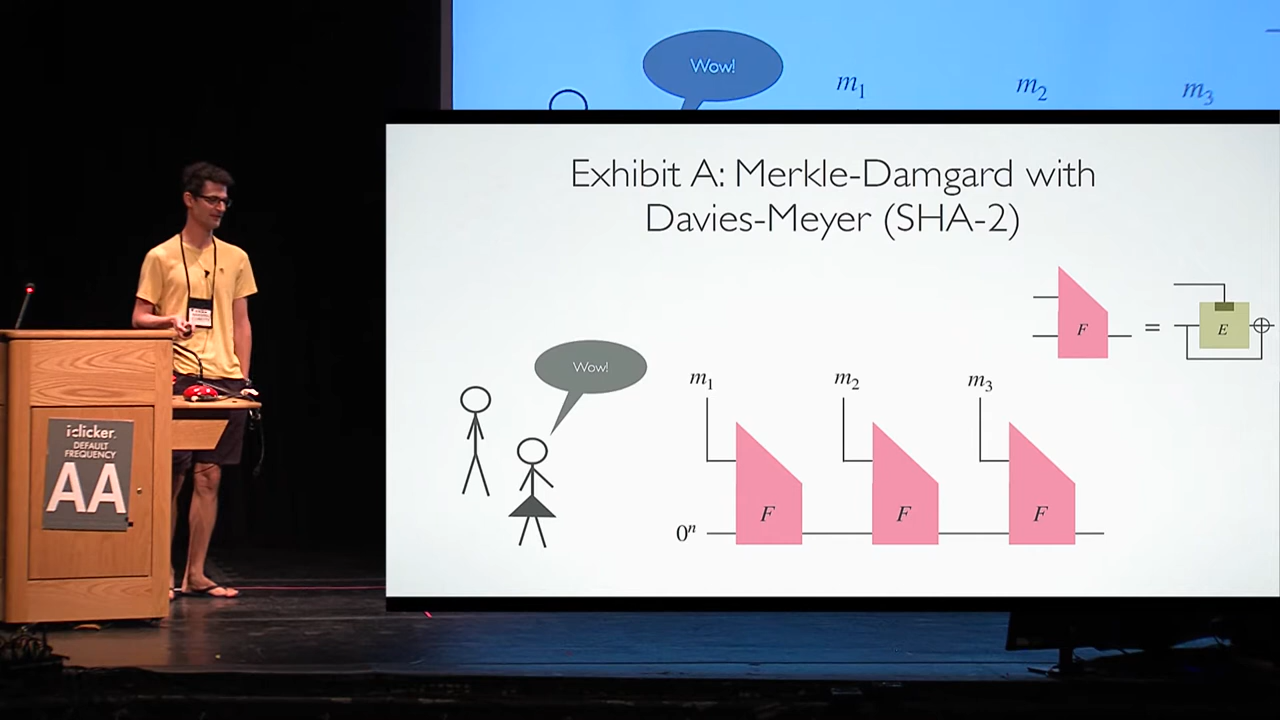 Wow!
m₁
m₂
m₃
Exhibit A: Merkle-Damgard with
Davies-Meyer (SHA-2)
F
=
E
Wow!
m₁
m₂
m₃
F
F
F
0ⁿ
iclicker.
DEFAULT
FREQUENCY
AA